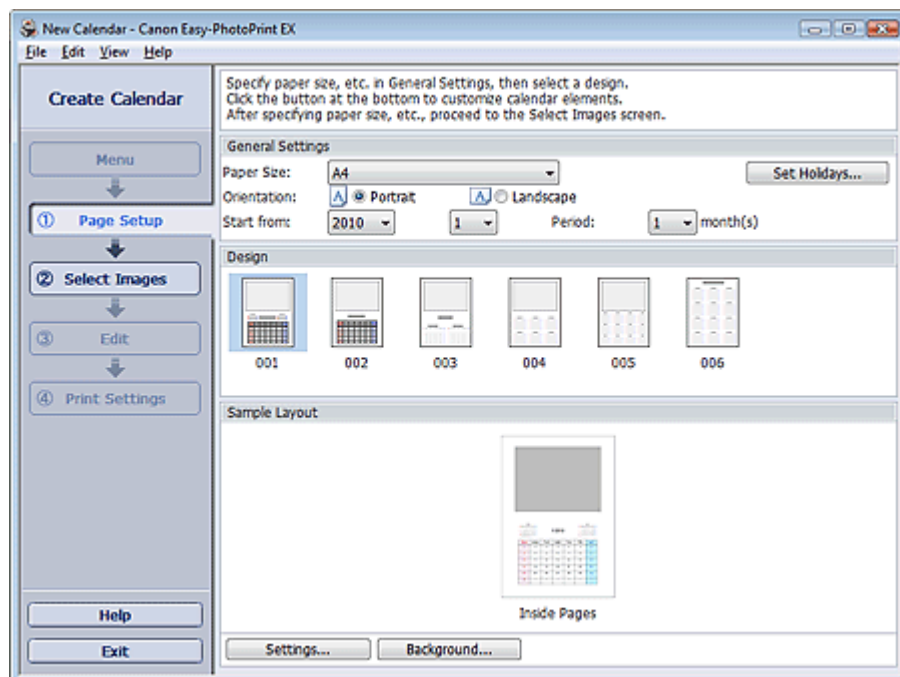 New Calendar - Canon Easy-PhotoPrint EX
File Edit View Help
Create Calendar
Menu
① Page Setup
② Select Images
③ Edit
④ Print Settings
Help
Exit
Specify paper size, etc. in General Settings, then select a design.
Click the button at the bottom to customize calendar elements.
After specifying paper size, etc., proceed to the Select Images screen.
General Settings
Paper Size: A4 Set Holidays...
Orientation: A Portrait A Landscape
Start from: 2010 1 Period: 1 month(s)
Design
001 002 003 004 005 006
Sample Layout
Inside Pages
Settings... Background...